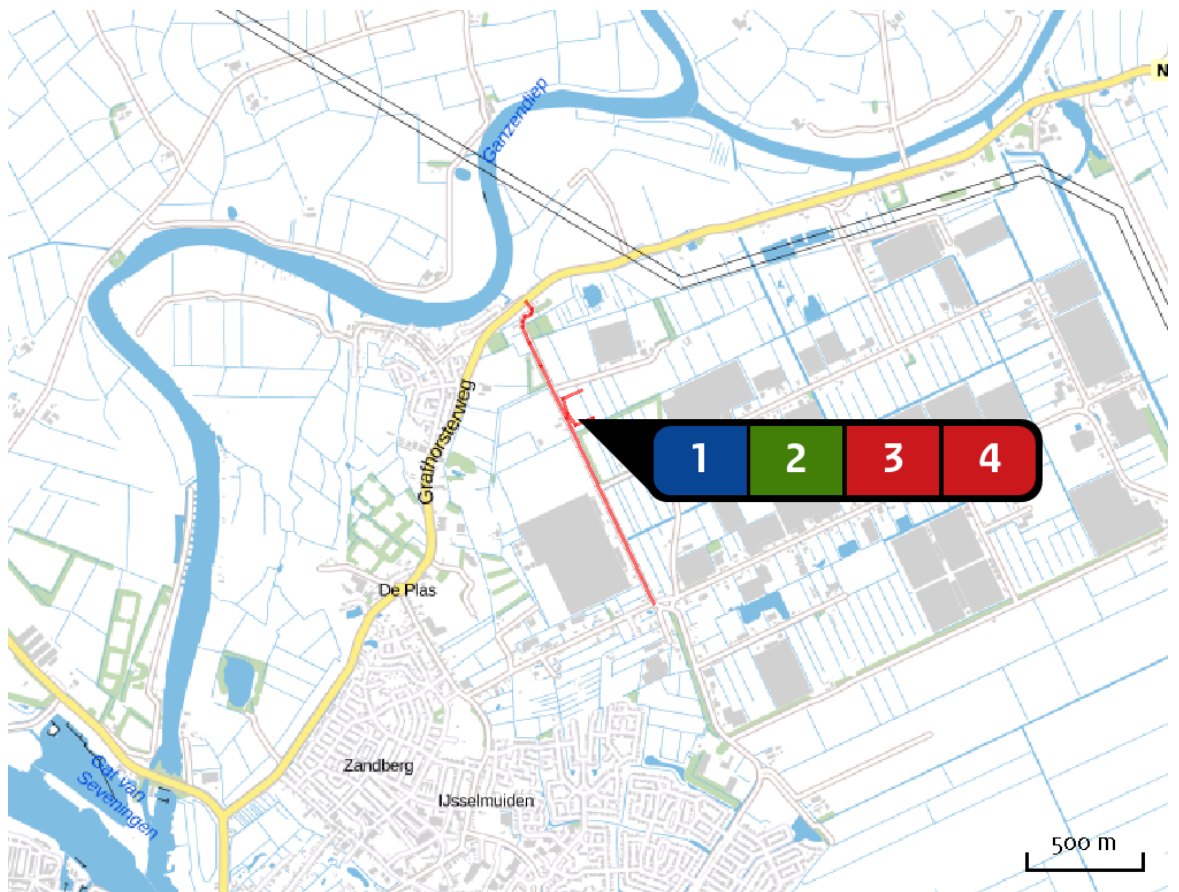 N
Ganzendiep
Grafhorsterweg
1 2 3 4
De Plas
Gat van
Seveningen
Zandberg
IJsselmuiden
500 m